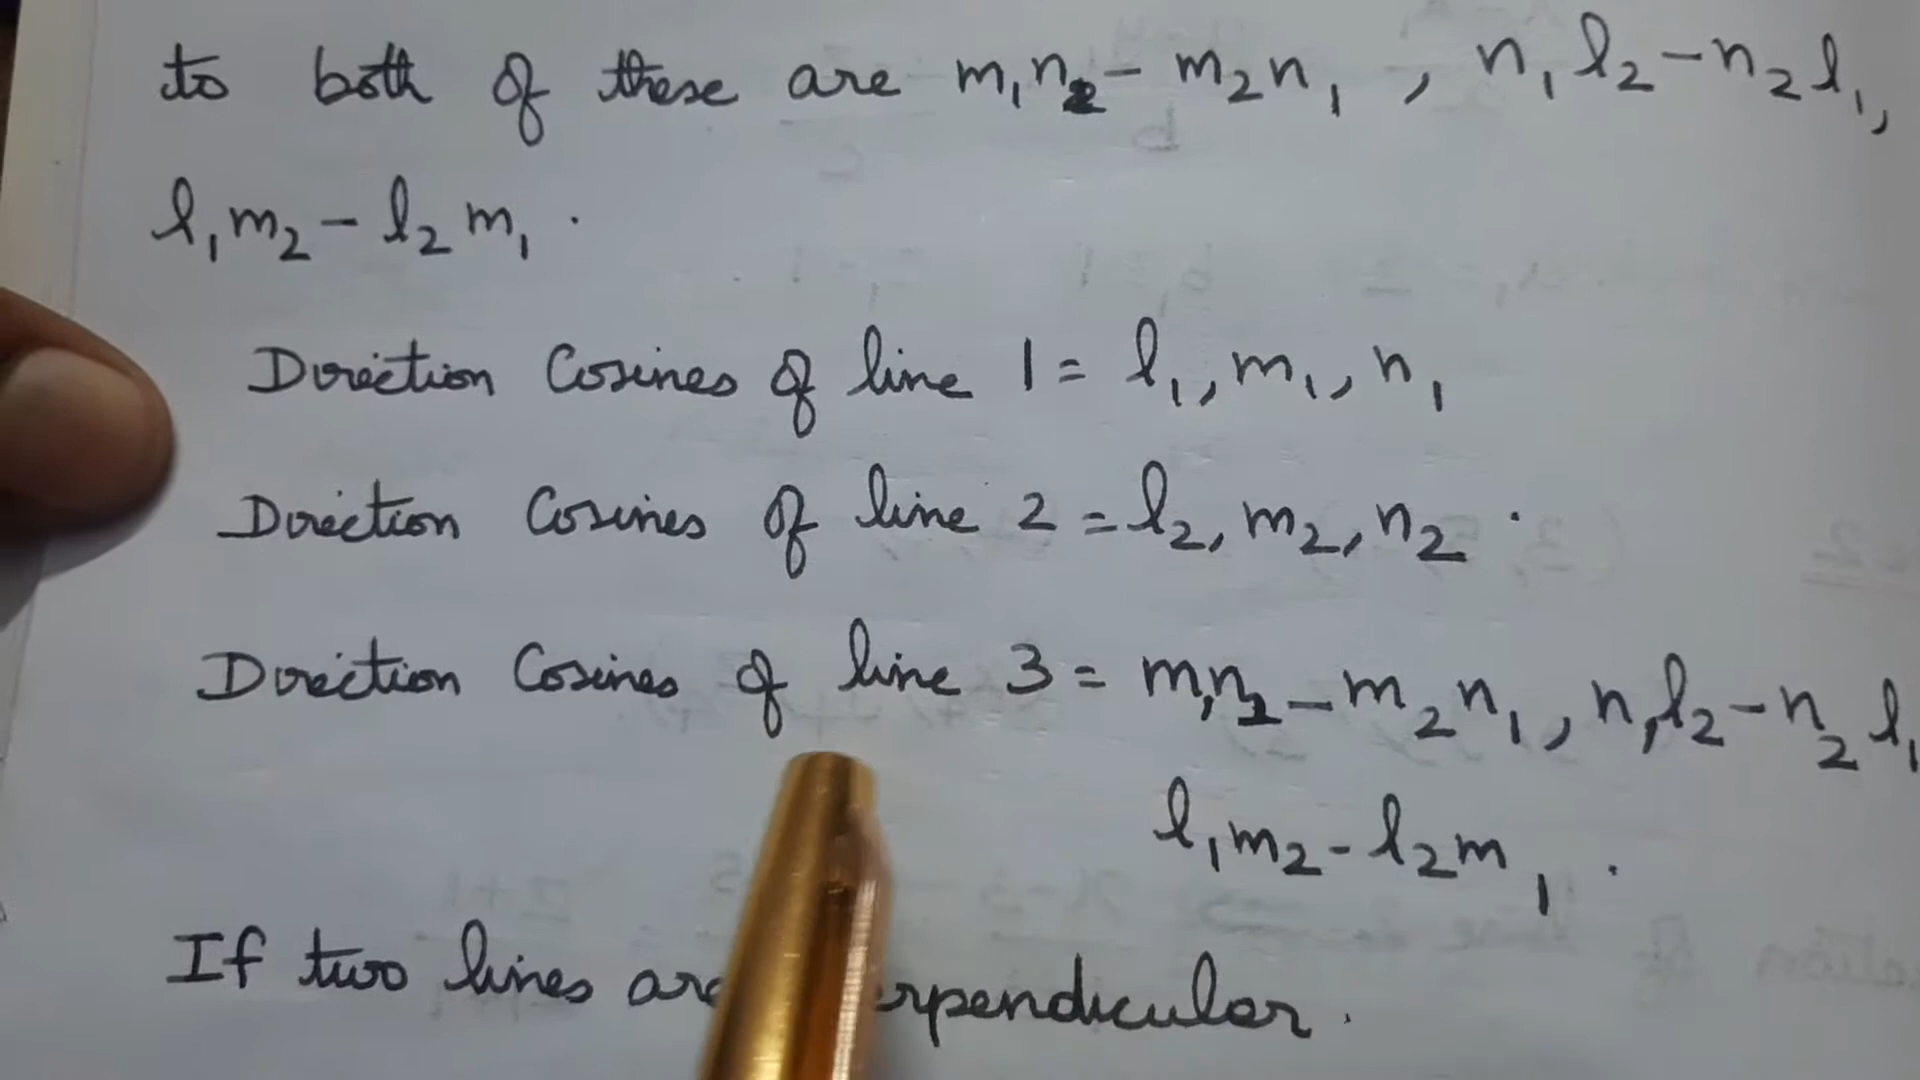 to both of these are m₁n₂ - m₂n₁ , n₁l₂ - n₂l₁,
l₁m₂ - l₂m₁ .
Direction Cosines of line 1 = l₁, m₁, n₁
Direction Cosines of line 2 = l₂, m₂, n₂ .
Direction Cosines of line 3 = m₁n₂ - m₂n₁, n₁l₂ - n₂l₁
l₁m₂ - l₂m₁ .
If two lines are perpendicular .